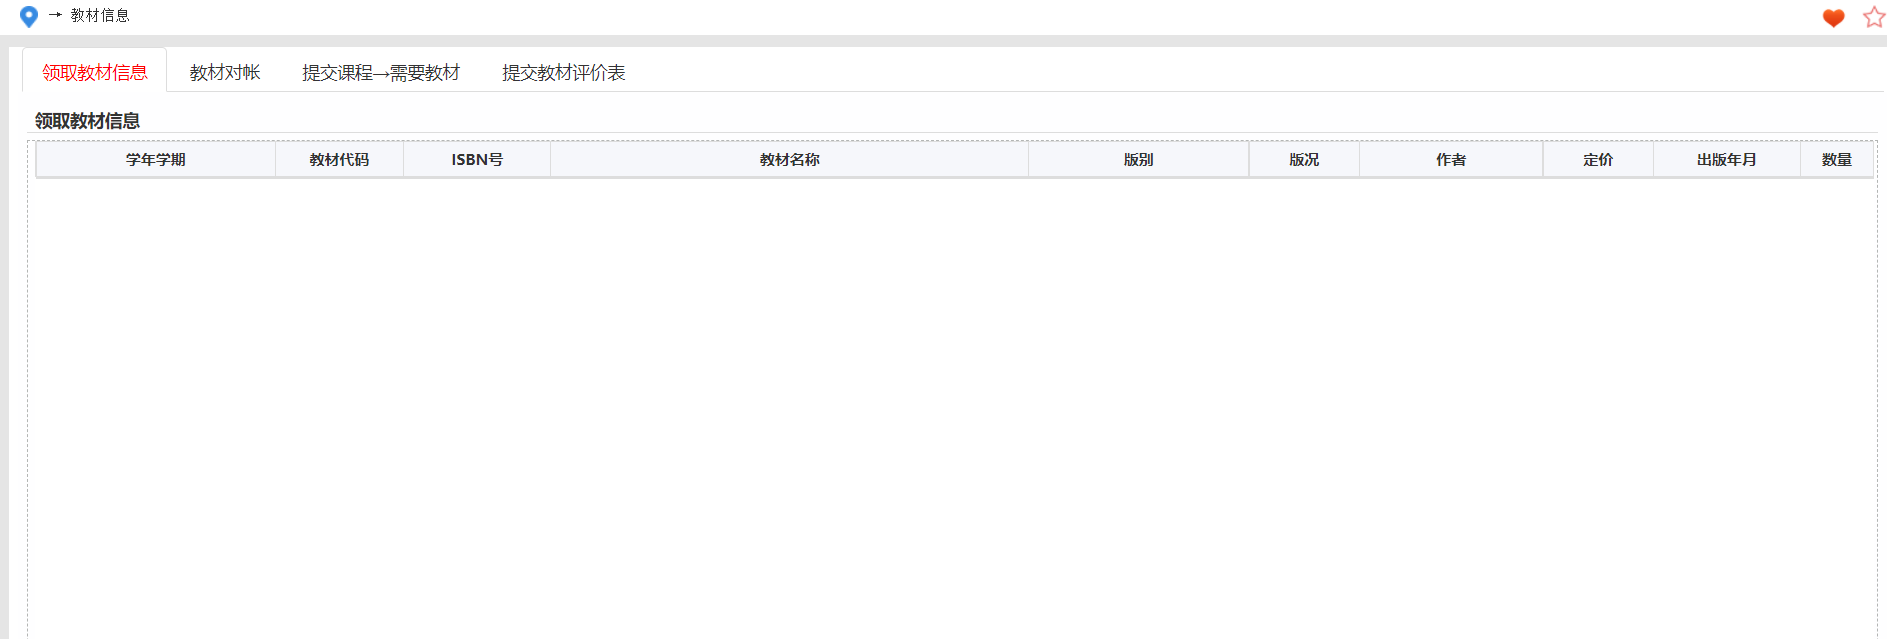 → 教材信息
领取教材信息 教材对帐 提交课程→需要教材 提交教材评价表
领取教材信息
学年学期 教材代码 ISBN号 教材名称 版别 版况 作者 定价 出版年月 数量